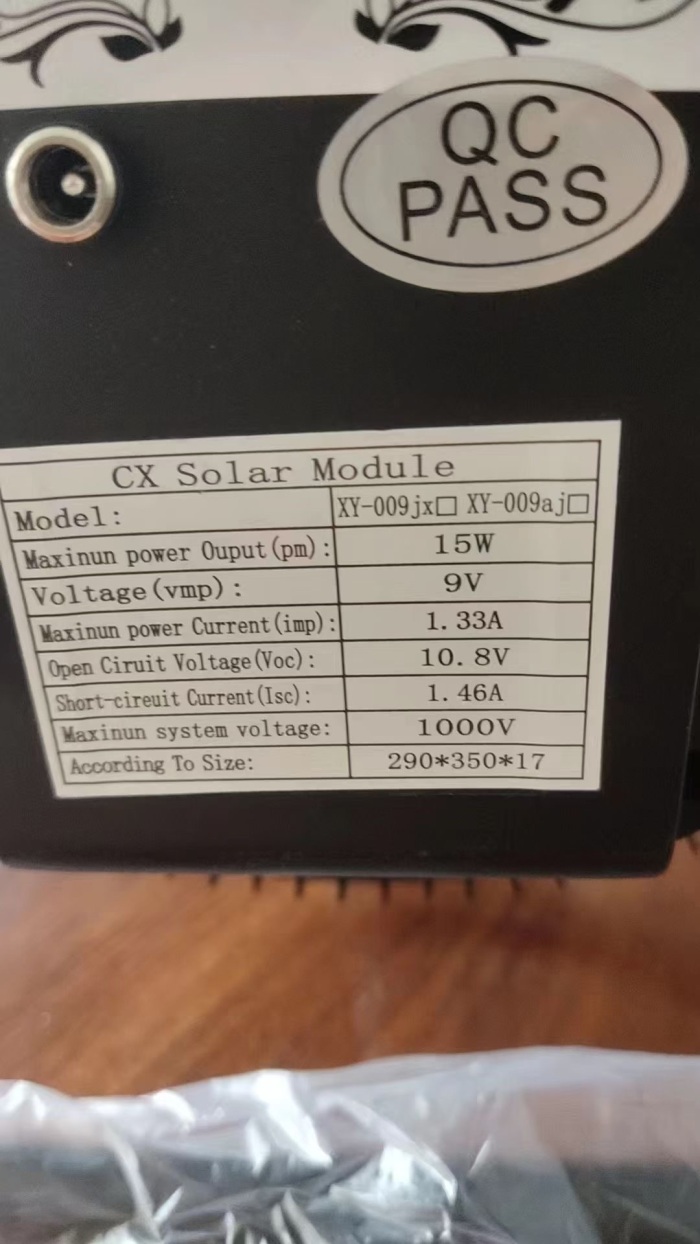 QC
PASS
CX Solar Module
Model: XY-009jx□ XY-009aj□
Maxinun power Ouput(pm): 15W
Voltage(vmp): 9V
Maxinun power Current(imp): 1.33A
Open Ciruit Voltage(Voc): 10.8V
Short-cireuit Current(Isc): 1.46A
Maxinun system voltage: 1000V
According To Size: 290*350*17